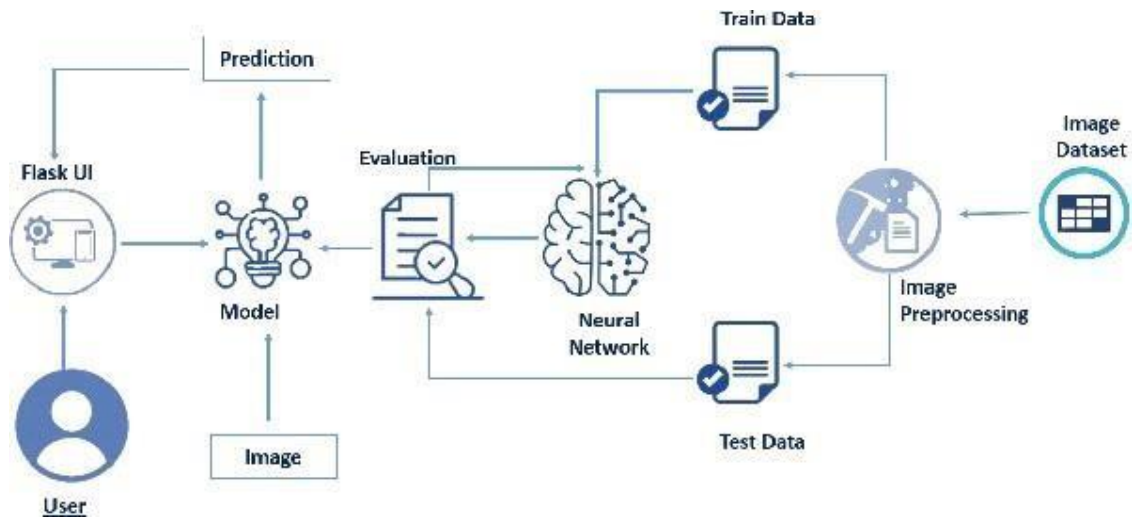 Train Data
Prediction
Image
Dataset
Evaluation
Flask UI
Model
Neural
Network
Image
Preprocessing
Image
Test Data
User